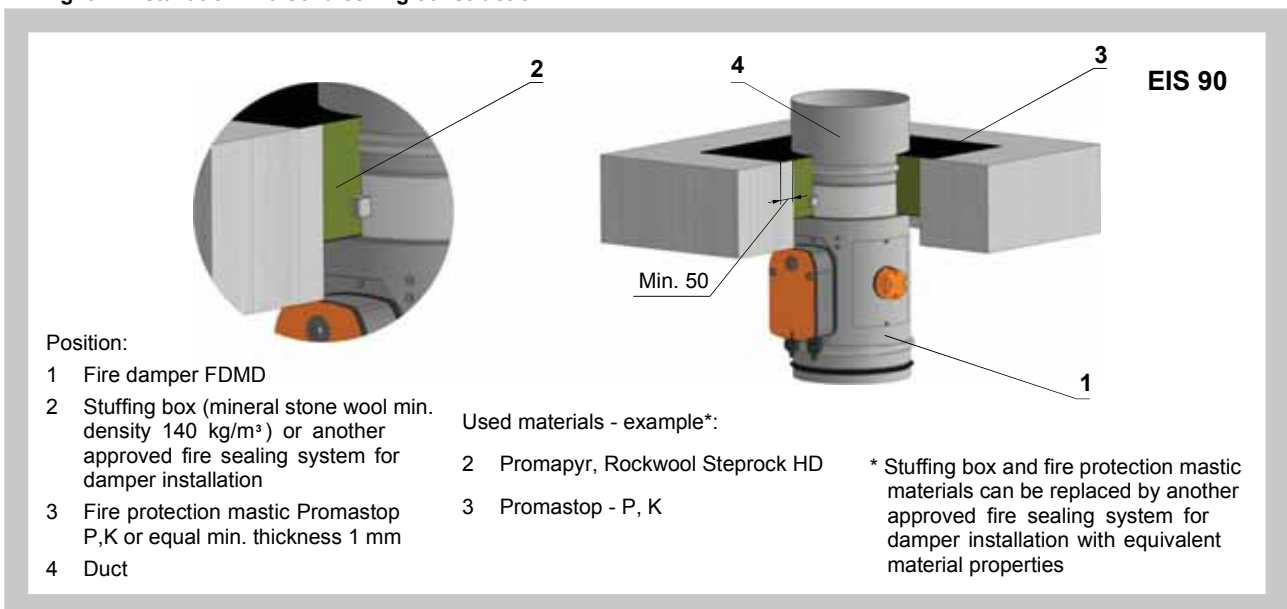 2
4
3
EIS 90
Min. 50
1
Position:
1 Fire damper FDMD
2 Stuffing box (mineral stone wool min.
density 140 kg/m³) or another
approved fire sealing system for
damper installation
3 Fire protection mastic Promastop
P,K or equal min. thickness 1 mm
4 Duct
Used materials - example*:
2 Promapyr, Rockwool Steprock HD
3 Promastop - P, K
* Stuffing box and fire protection mastic
materials can be replaced by another
approved fire sealing system for
damper installation with equivalent
material properties